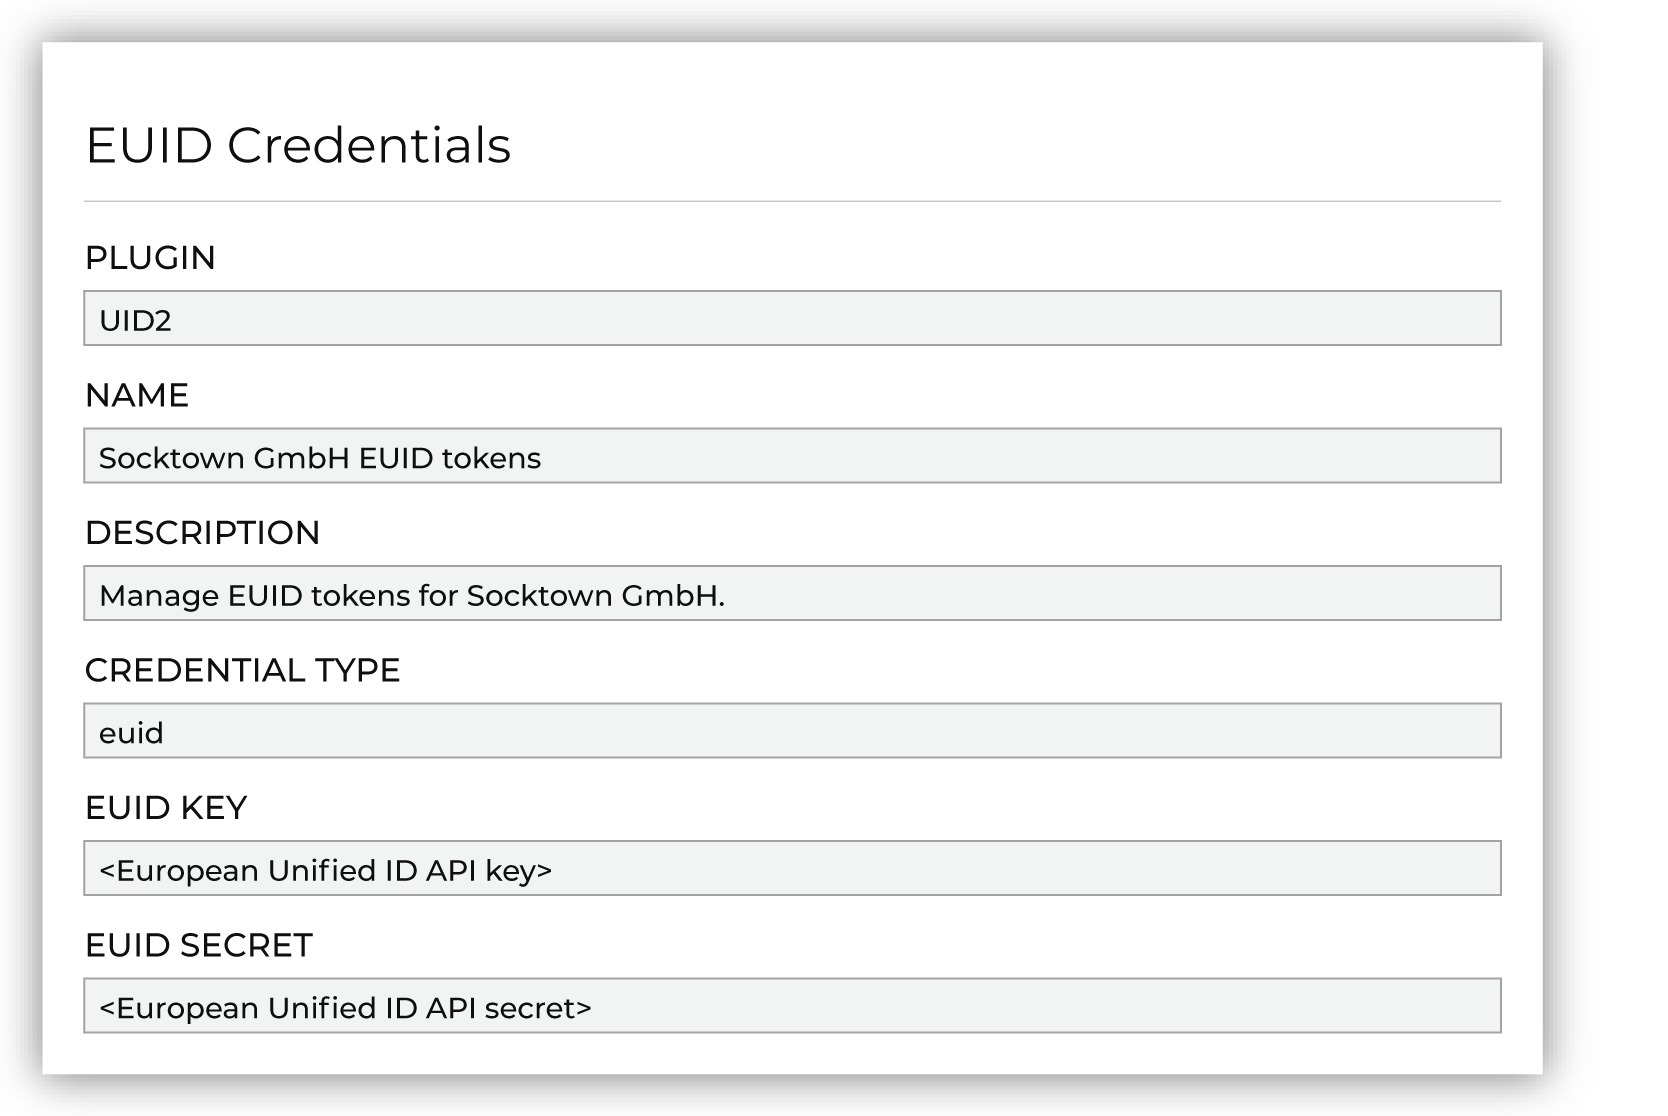 EUID Credentials
PLUGIN
UID2
NAME
Socktown GmbH EUID tokens
DESCRIPTION
Manage EUID tokens for Socktown GmbH.
CREDENTIAL TYPE
euid
EUID KEY
<European Unified ID API key>
EUID SECRET
<European Unified ID API secret>